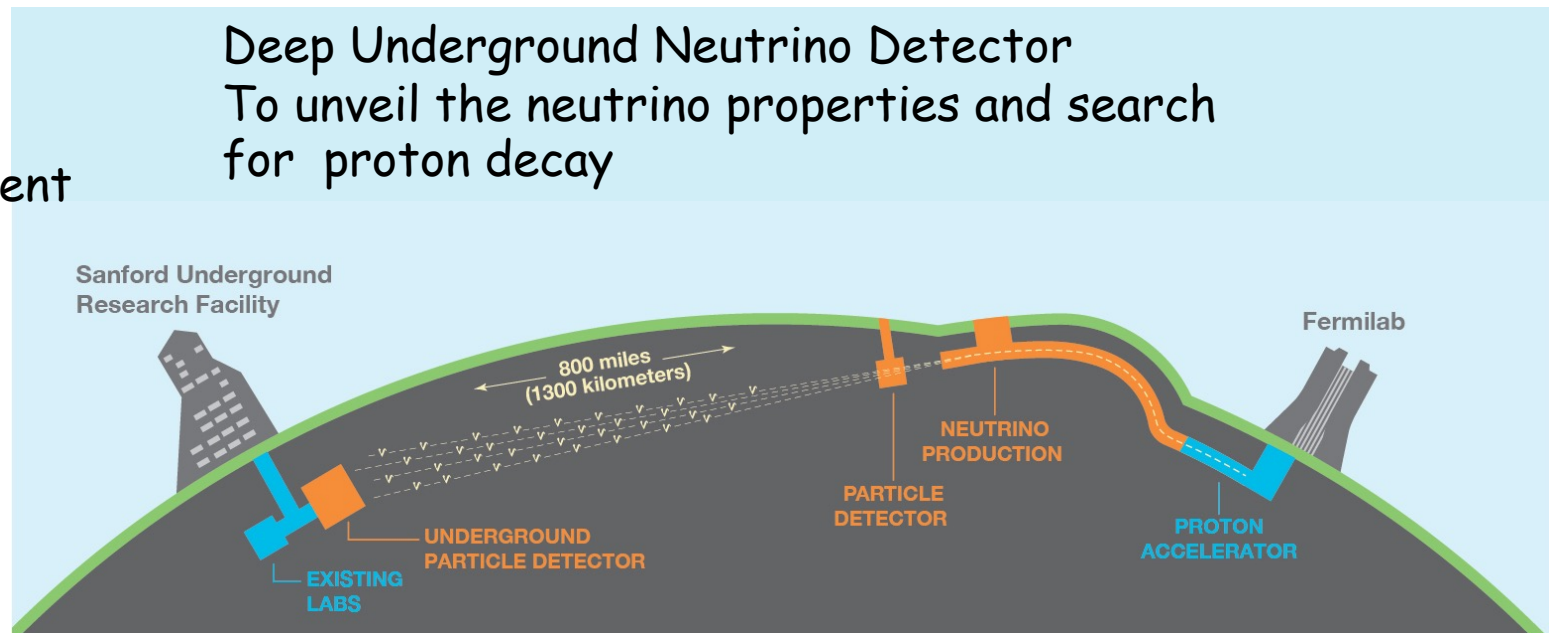 Deep Underground Neutrino Detector
To unveil the neutrino properties and search
for proton decay
ent
Sanford Underground
Research Facility
Fermilab
800 miles
(1300 kilometers)
NEUTRINO
PRODUCTION
PARTICLE
DETECTOR
PROTON
ACCELERATOR
UNDERGROUND
PARTICLE DETECTOR
EXISTING
LABS